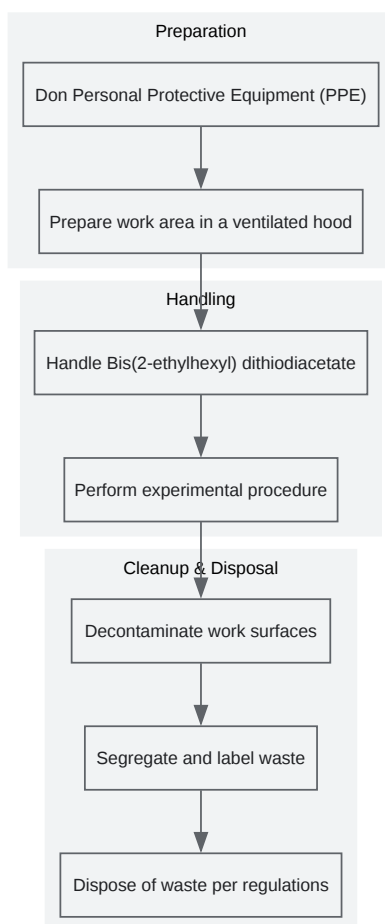 Preparation
Don Personal Protective Equipment (PPE)
Prepare work area in a ventilated hood
Handling
Handle Bis(2-ethylhexyl) dithiodiacetate
Perform experimental procedure
Cleanup & Disposal
Decontaminate work surfaces
Segregate and label waste
Dispose of waste per regulations